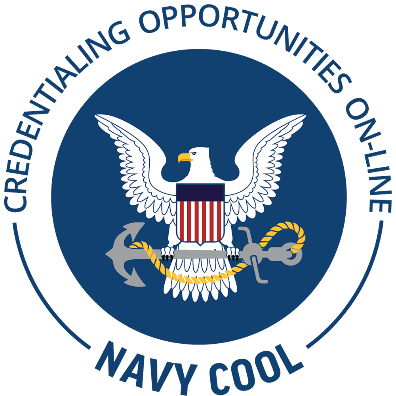 CREDENTIALING OPPORTUNITIES ON-LINE
NAVY COOL